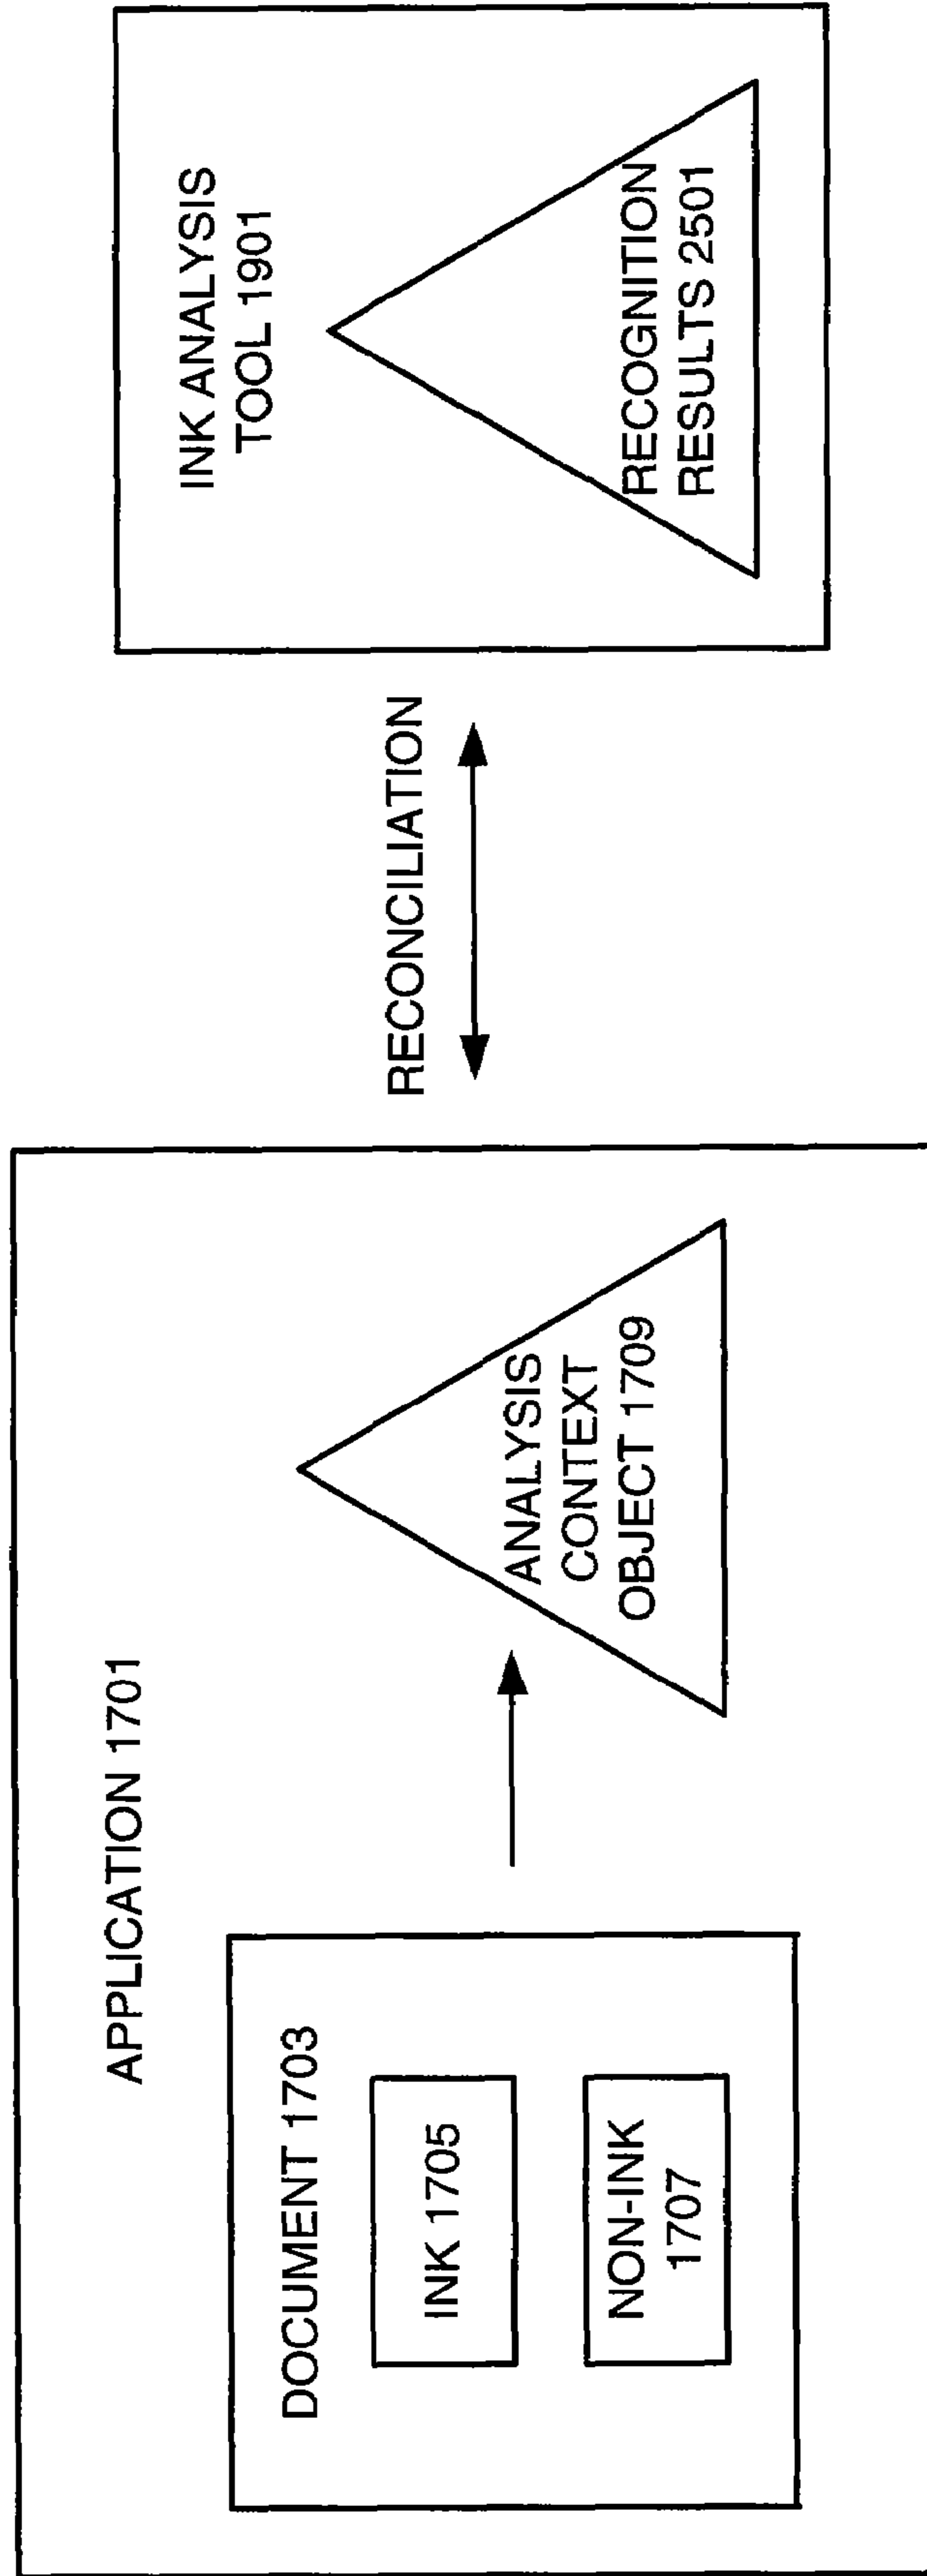 APPLICATION 1701
DOCUMENT 1703
INK 1705
NON-INK
1707
ANALYSIS
CONTEXT
OBJECT 1709
RECONCILIATION
INK ANALYSIS
TOOL 1901
RECOGNITION
RESULTS 2501